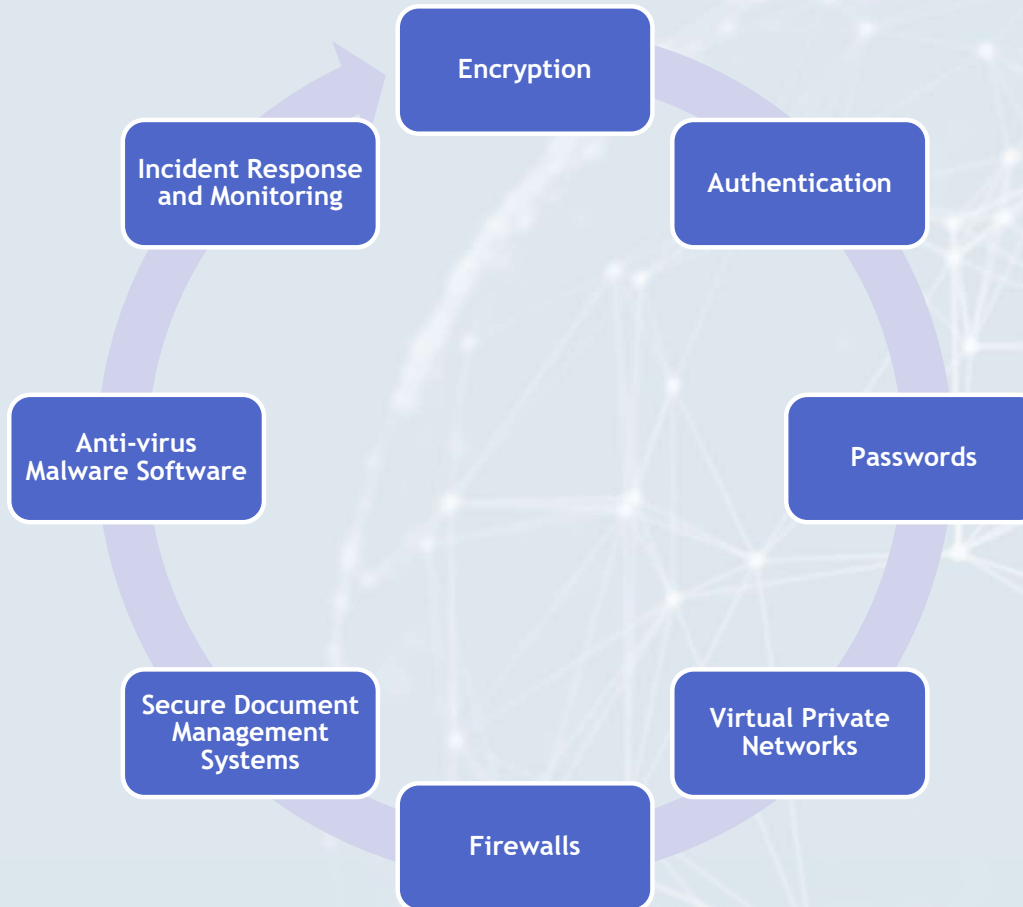 Encryption
Authentication
Passwords
Virtual Private
Networks
Firewalls
Secure Document
Management
Systems
Anti-virus
Malware Software
Incident Response
and Monitoring